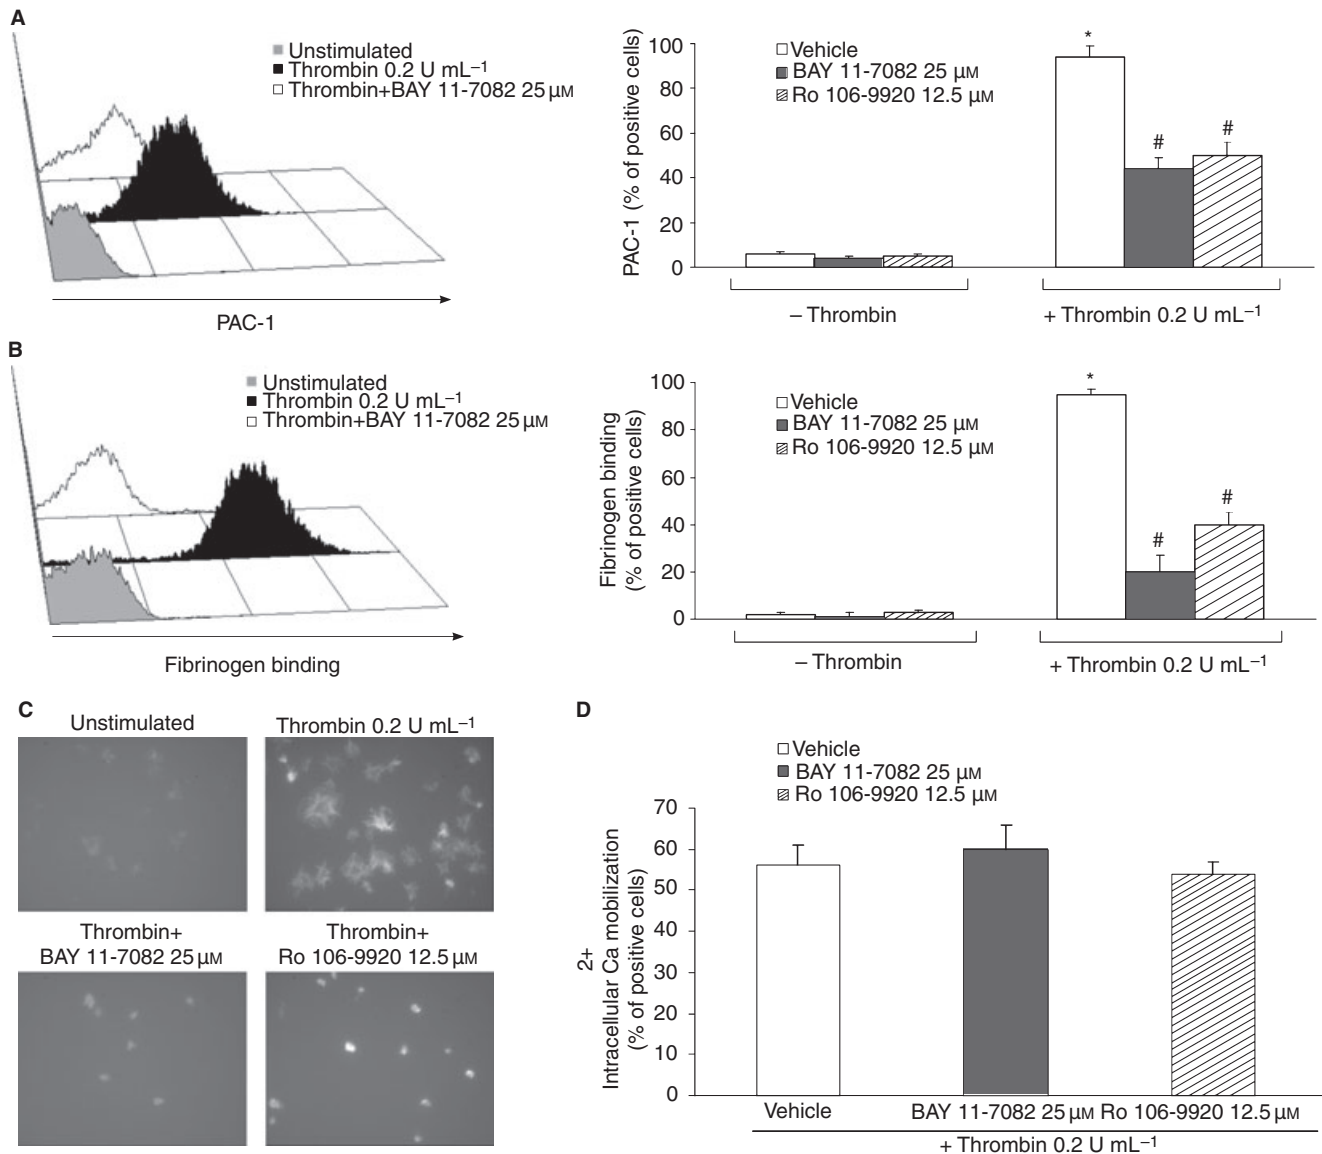 A
Unstimulated
Thrombin 0.2 U mL–1
Thrombin+BAY 11-7082 25 µM
PAC-1
PAC-1 (% of positive cells)
100
80
60
40
20
0
Vehicle
BAY 11-7082 25 µM
Ro 106-9920 12.5 µM
*
#
#
– Thrombin
+ Thrombin 0.2 U mL–1
B
Unstimulated
Thrombin 0.2 U mL–1
Thrombin+BAY 11-7082 25 µM
Fibrinogen binding
Fibrinogen binding
(% of positive cells)
100
80
60
40
20
0
Vehicle
BAY 11-7082 25 µM
Ro 106-9920 12.5 µM
*
#
#
– Thrombin
+ Thrombin 0.2 U mL–1
C
Unstimulated
Thrombin 0.2 U mL–1
Thrombin+
BAY 11-7082 25 µM
Thrombin+
Ro 106-9920 12.5 µM
D
Vehicle
BAY 11-7082 25 µM
Ro 106-9920 12.5 µM
2+
Intracellular Ca mobilization
(% of positive cells)
70
60
50
40
30
20
10
0
Vehicle
BAY 11-7082 25 µM
Ro 106-9920 12.5 µM
+ Thrombin 0.2 U mL–1